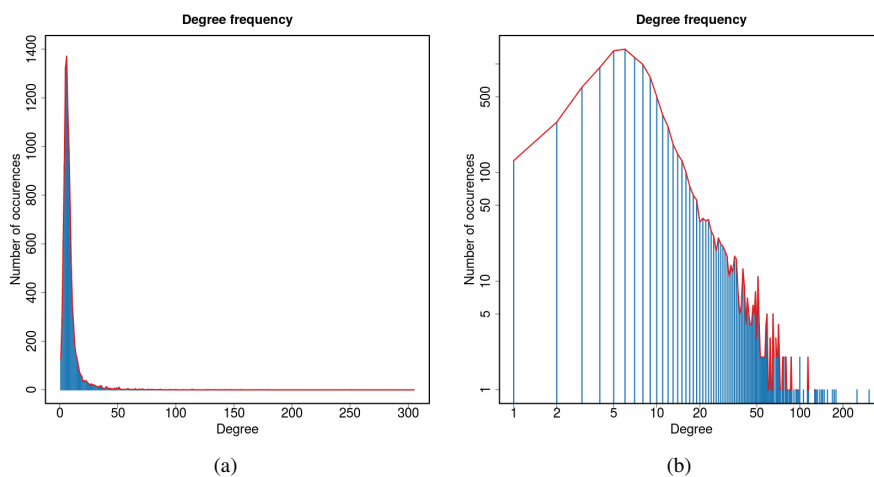 Degree frequency
Number of occurences
1400
1200
1000
800
600
400
200
0
0 50 100 150 200 250 300
Degree
(a)
Degree frequency
Number of occurences
500
100
50
10
5
1
1 2 5 10 20 50 100 200
Degree
(b)